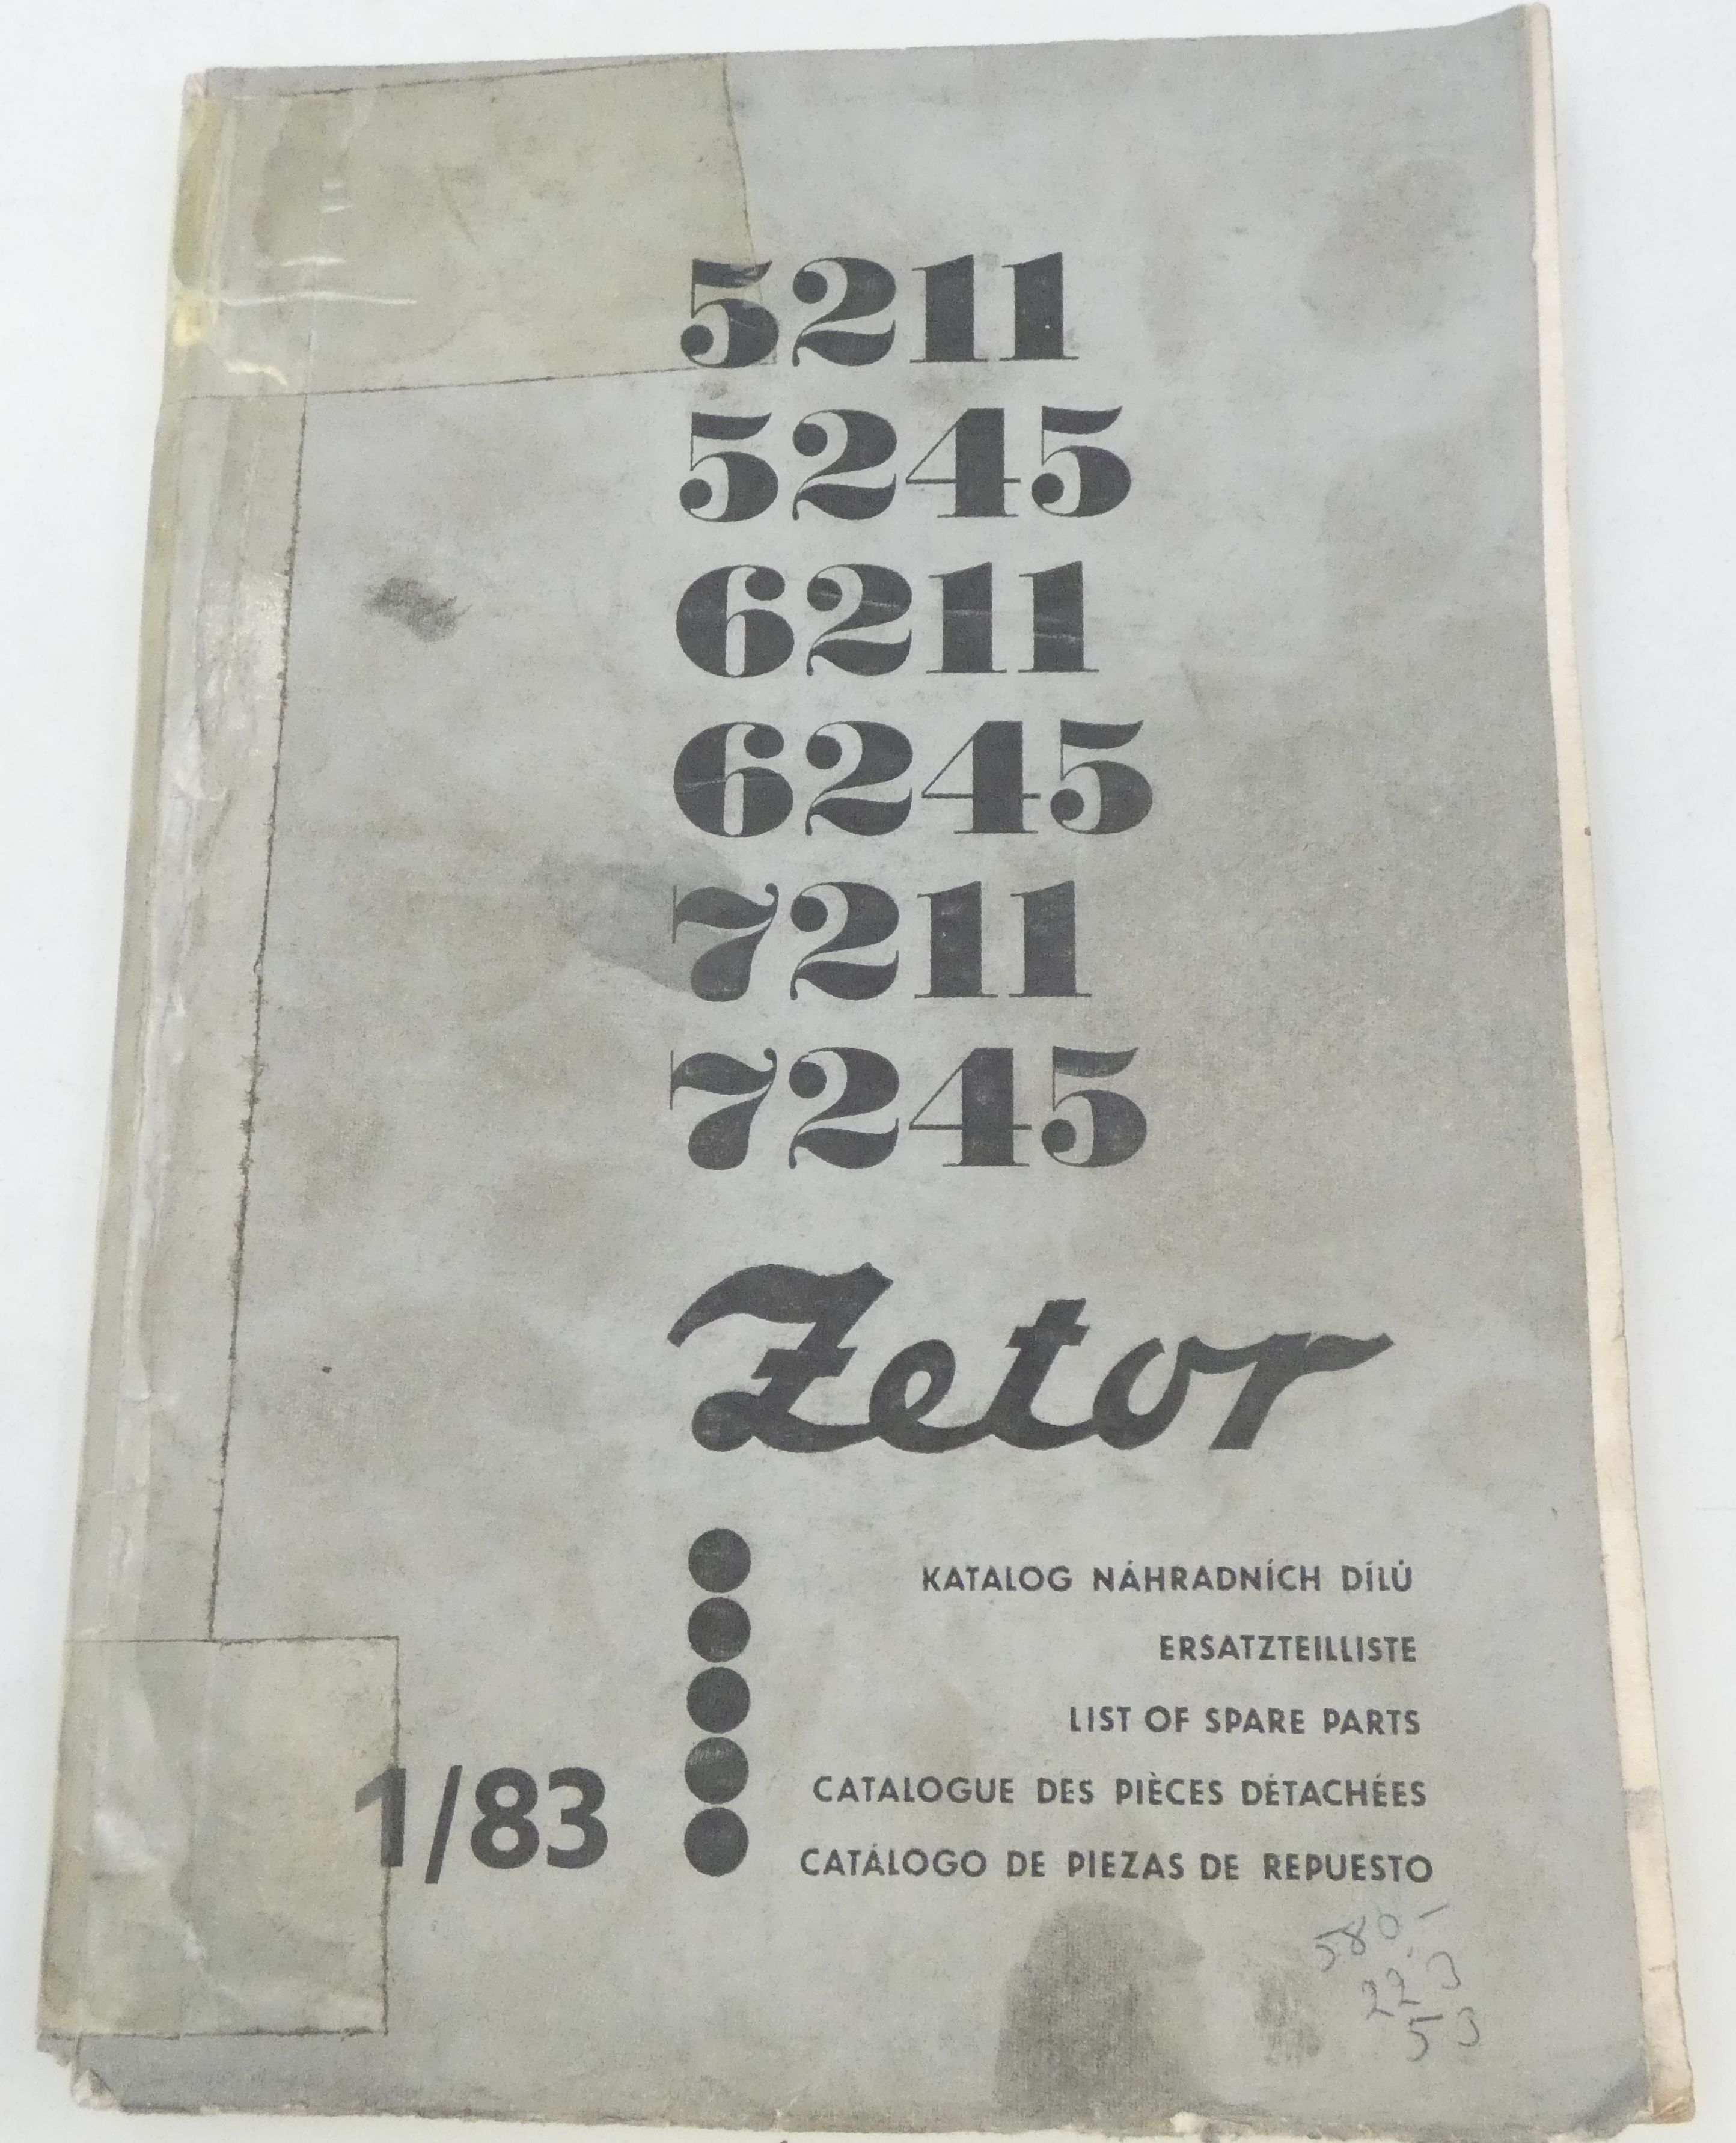 5211
5245
6211
6245
7211
7245
Zetor
KATALOG NÁHRADNÍCH DÍLŮ
ERSATZTEILLISTE
LIST OF SPARE PARTS
CATALOGUE DES PIÈCES DÉTACHÉES
CATÁLOGO DE PIEZAS DE REPUESTO
1/83